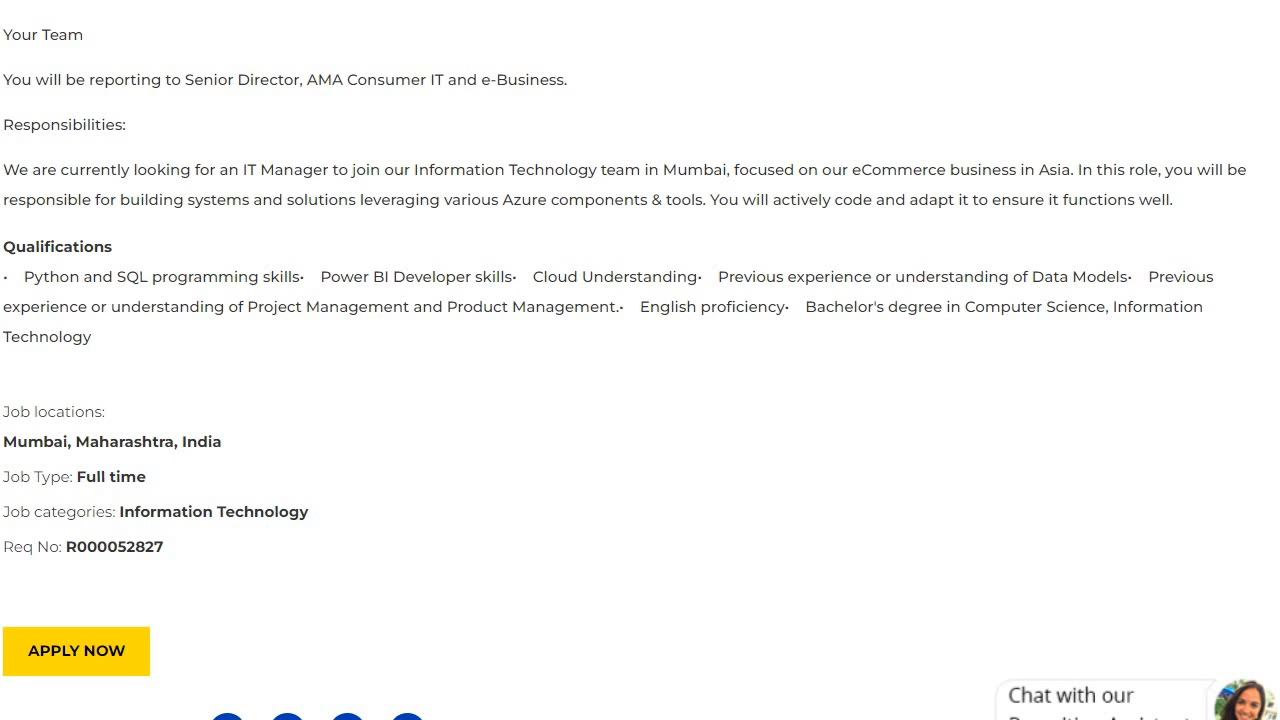 Your Team
You will be reporting to Senior Director, AMA Consumer IT and e-Business.
Responsibilities:
We are currently looking for an IT Manager to join our Information Technology team in Mumbai, focused on our eCommerce business in Asia. In this role, you will be
responsible for building systems and solutions leveraging various Azure components & tools. You will actively code and adapt it to ensure it functions well.
Qualifications
• Python and SQL programming skills• Power BI Developer skills• Cloud Understanding• Previous experience or understanding of Data Models• Previous
experience or understanding of Project Management and Product Management.• English proficiency• Bachelor's degree in Computer Science, Information
Technology
Job locations:
Mumbai, Maharashtra, India
Job Type: Full time
Job categories: Information Technology
Req No: R000052827
APPLY NOW
Chat with our